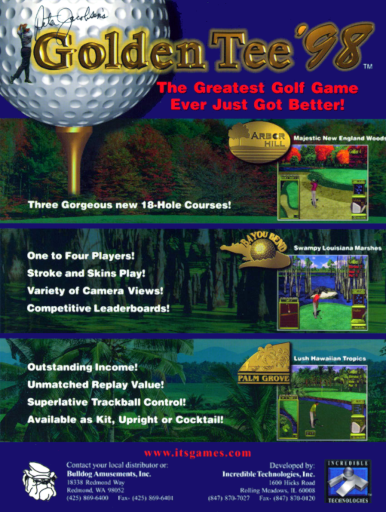 Peter Jacobsen's
Golden Tee '98
TM
The Greatest Golf Game
Ever Just Got Better!
ARBOR
HILL
Majestic New England Woods
Three Gorgeous new 18-Hole Courses!
BAYOU BEND
Swampy Louisiana Marshes
One to Four Players!
Stroke and Skins Play!
Variety of Camera Views!
Competitive Leaderboards!
PALM GROVE
Lush Hawaiian Tropics
Outstanding Income!
Unmatched Replay Value!
Superlative Trackball Control!
Available as Kit, Upright or Cocktail!
www.itsgames.com
Contact your local distributor or:
Bulldog Amusements, Inc.
18338 Redmond Way
Redmond, WA 98052
(425) 869-6400 Fax- (425) 869-6401
Developed by:
Incredible Technologies, Inc.
1600 Hicks Road
Rolling Meadows, IL 60008
(847) 870-7027 Fax- (847) 870-0120
INCREDIBLE
TECHNOLOGIES